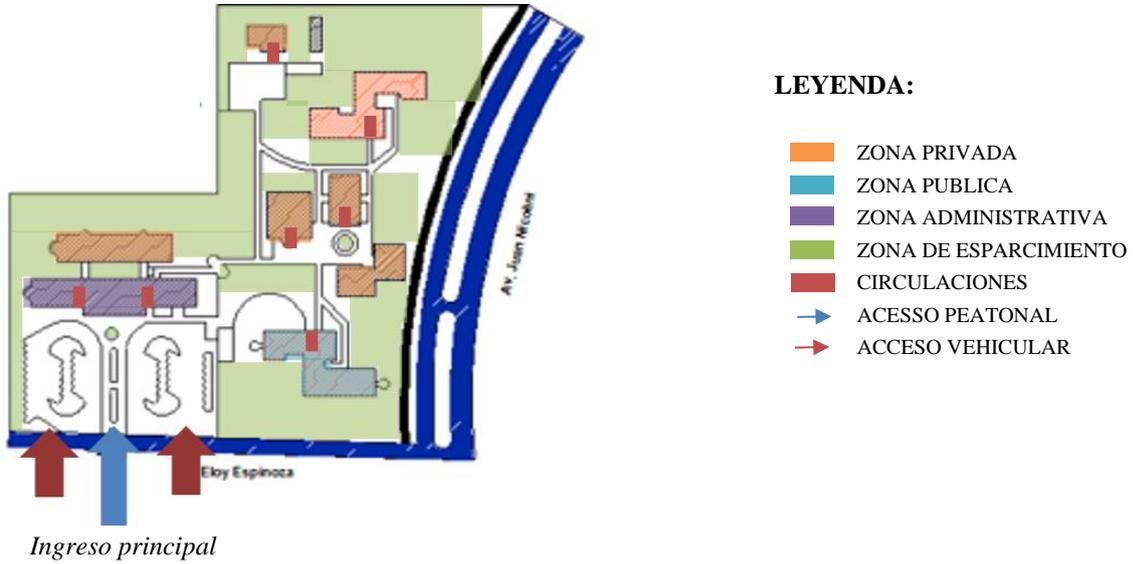 LEYENDA:
ZONA PRIVADA
ZONA PUBLICA
ZONA ADMINISTRATIVA
ZONA DE ESPARCIMIENTO
CIRCULACIONES
ACESSO PEATONAL
ACCESO VEHICULAR
Av. Juan Nicolini
Eloy Espinoza
Ingreso principal